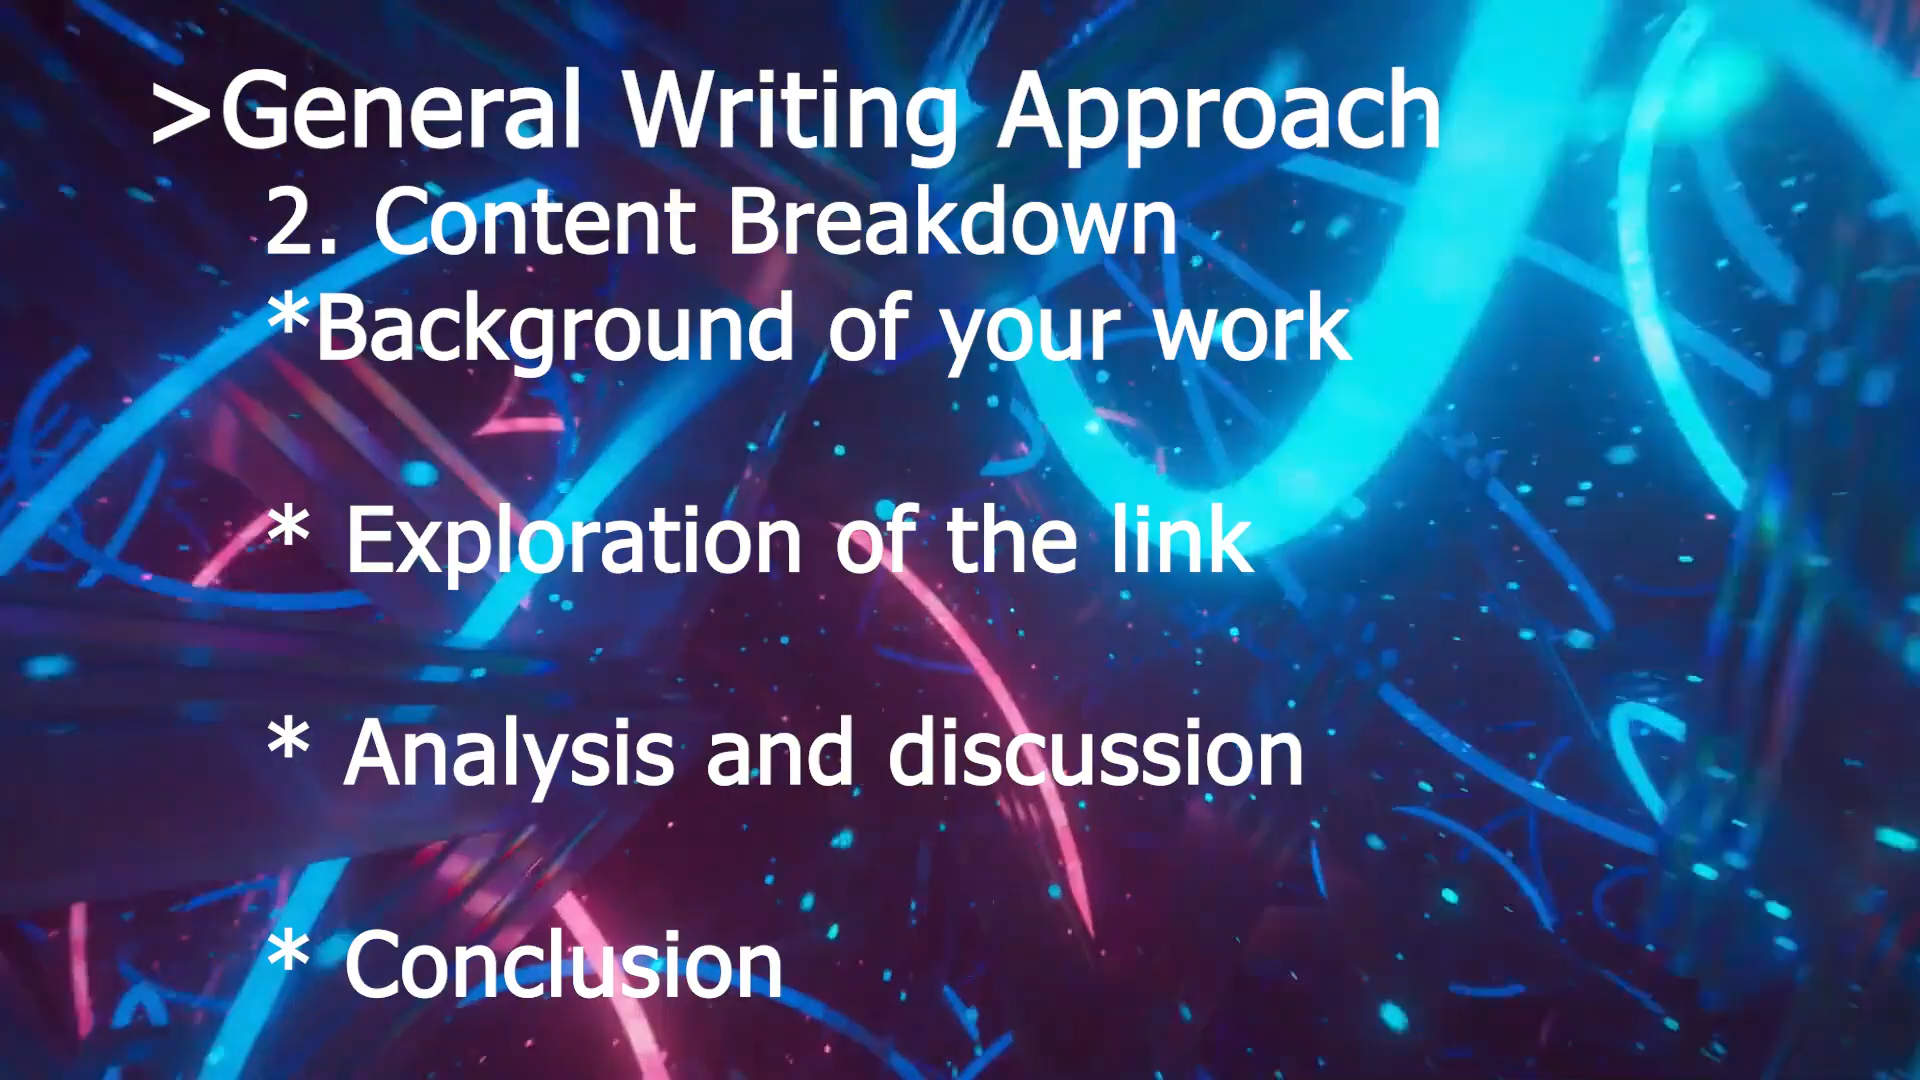 >General Writing Approach
2. Content Breakdown
*Background of your work
* Exploration of the link
* Analysis and discussion
* Conclusion